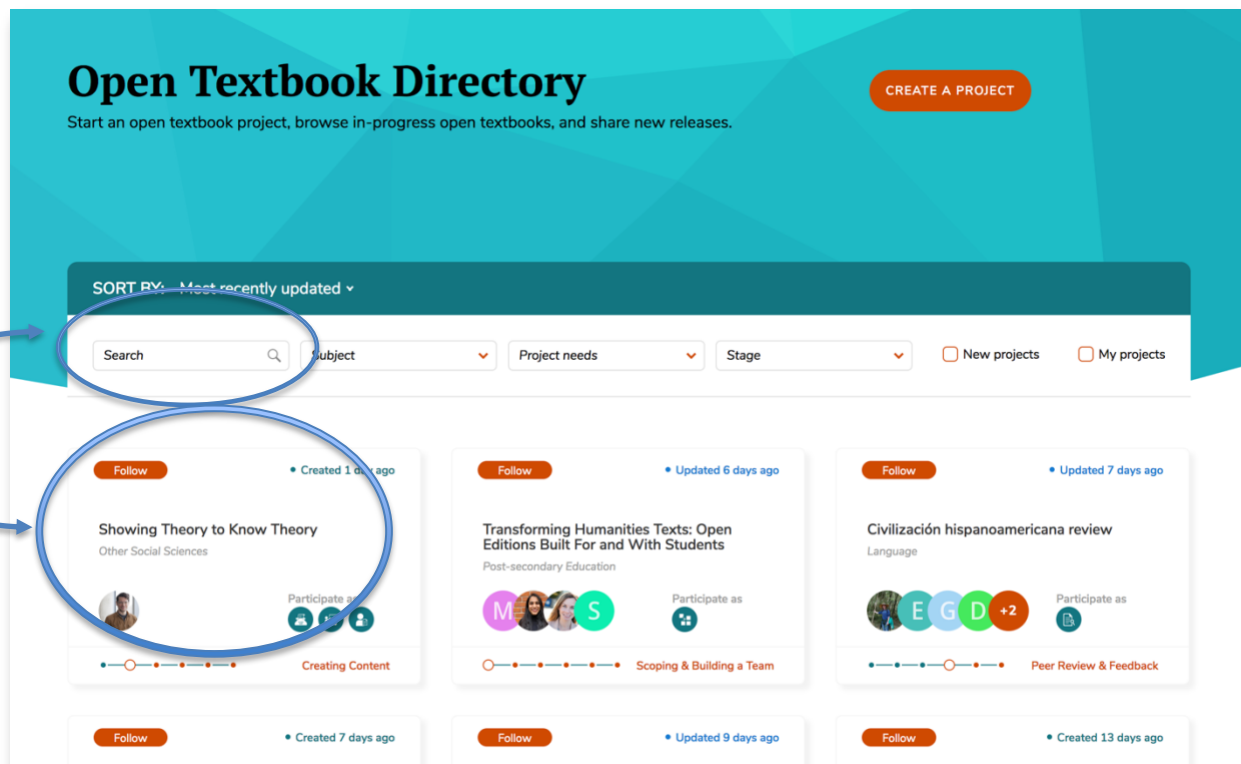 Open Textbook Directory
CREATE A PROJECT
Start an open textbook project, browse in-progress open textbooks, and share new releases.
SORT BY: Most recently updated
Search Subject Project needs Stage New projects My projects
Follow • Created 1 day ago
Showing Theory to Know Theory
Other Social Sciences
Participate as
Creating Content
Follow • Updated 6 days ago
Transforming Humanities Texts: Open
Editions Built For and With Students
Post-secondary Education
M S
Participate as
Scoping & Building a Team
Follow • Updated 7 days ago
Civilización hispanoamericana review
Language
E G D +2
Participate as
Peer Review & Feedback
Follow • Created 7 days ago
Follow • Updated 9 days ago
Follow • Created 13 days ago